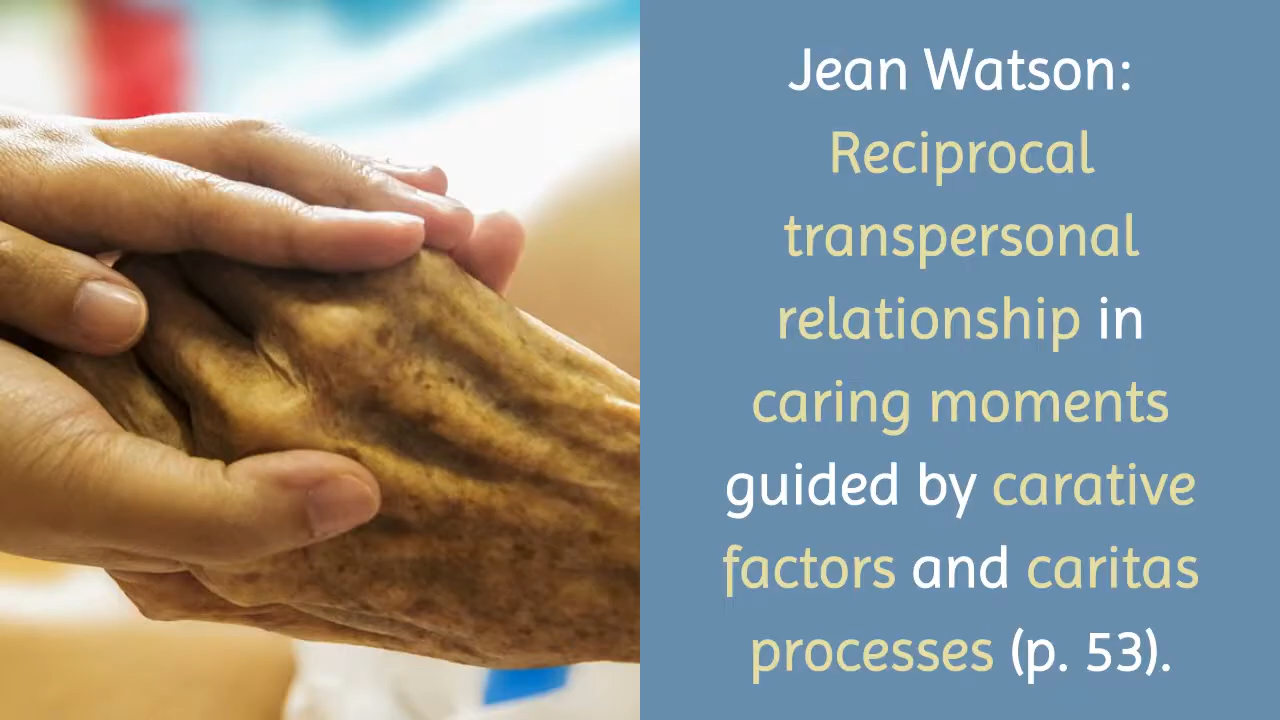 Jean Watson:
Reciprocal
transpersonal
relationship in
caring moments
guided by carative
factors and caritas
processes (p. 53).